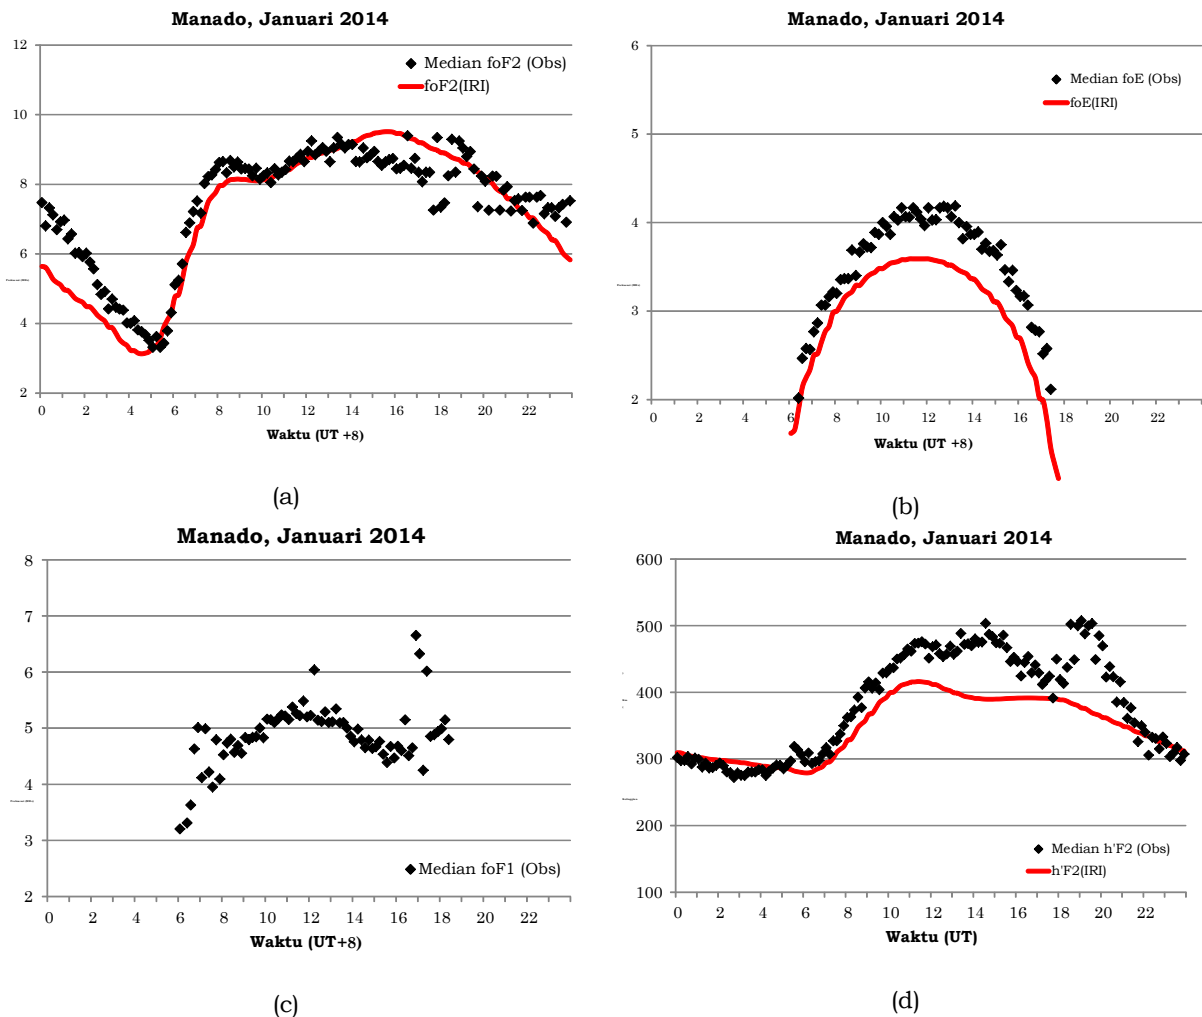 Manado, Januari 2014
12
10
8
6
4
2
Median foF2 (Obs)
foF2(IRI)
0 2 4 6 8 10 12 14 16 18 20 22
Waktu (UT +8)
(a)
Manado, Januari 2014
6
5
4
3
2
Median foE (Obs)
foE(IRI)
0 2 4 6 8 10 12 14 16 18 20 22
Waktu (UT +8)
(b)
Manado, Januari 2014
8
7
6
5
4
3
2
Median foF1 (Obs)
0 2 4 6 8 10 12 14 16 18 20 22
Waktu (UT+8)
(c)
Manado, Januari 2014
600
500
400
300
200
100
Median h'F2 (Obs)
h'F2(IRI)
0 2 4 6 8 10 12 14 16 18 20 22
Waktu (UT)
(d)